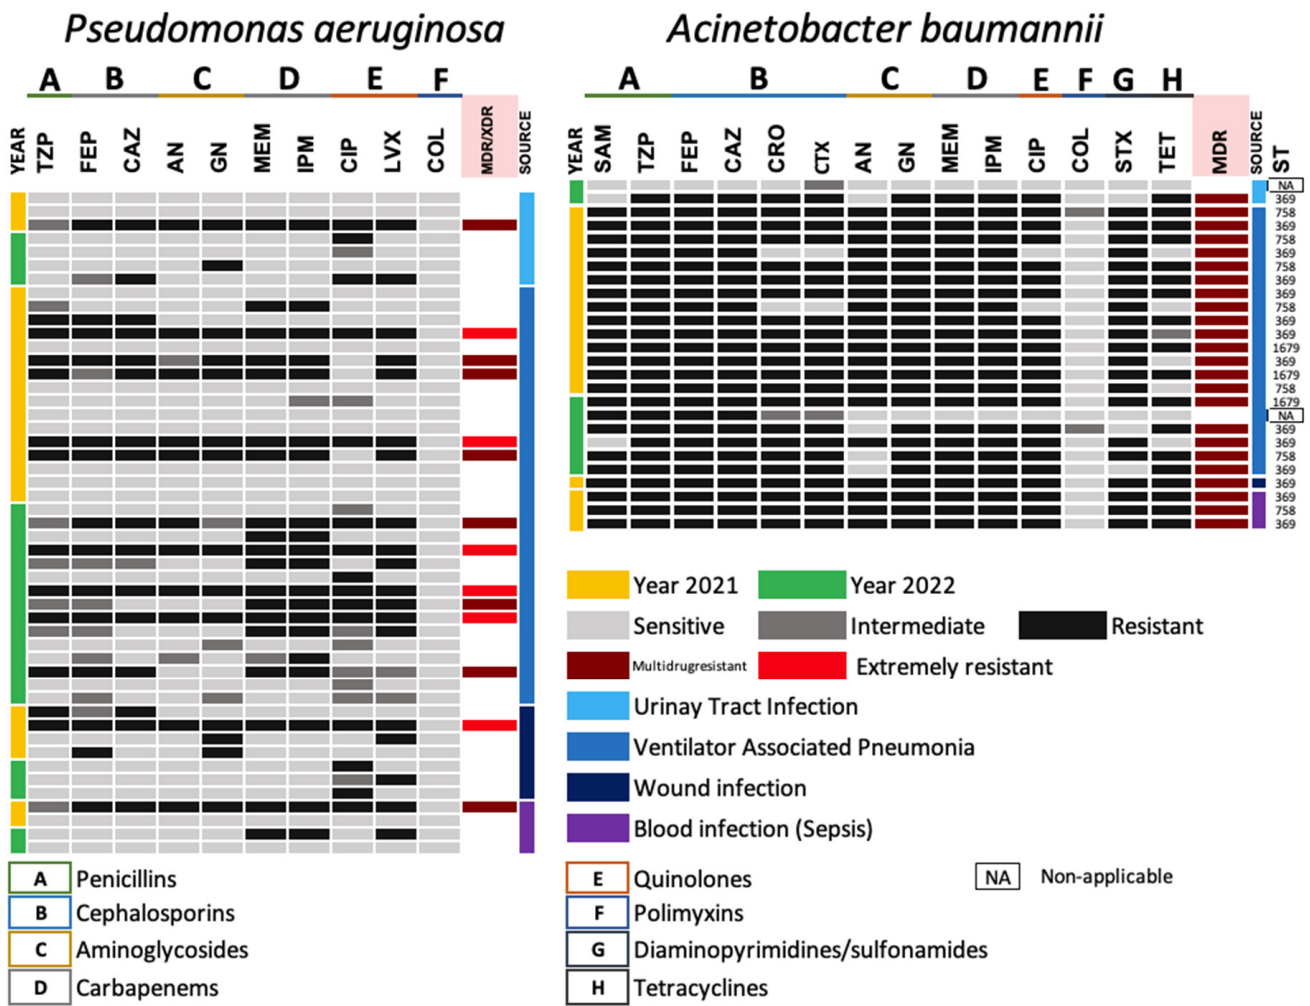 Pseudomonas aeruginosa
A B C D E F
YEAR TZP FEP CAZ AN GN MEM IPM CIP LVX COL MDR/XDR SOURCE
Acinetobacter baumannii
A B C D E F G H
YEAR SAM TZP FEP CAZ CRO CTX AN GN MEM IPM CIP COL STX TET MDR SOURCE ST
NA
369
758
369
758
369
758
369
369
758
369
369
1679
369
1679
758
1679
NA
369
369
758
369
369
369
758
369
Year 2021
Year 2022
Sensitive
Intermediate
Resistant
Multidrugresistant
Extremely resistant
Urinay Tract Infection
Ventilator Associated Pneumonia
Wound infection
Blood infection (Sepsis)
A Penicillins
B Cephalosporins
C Aminoglycosides
D Carbapenems
E Quinolones
F Polimyxins
G Diaminopyrimidines/sulfonamides
H Tetracyclines
NA Non-applicable